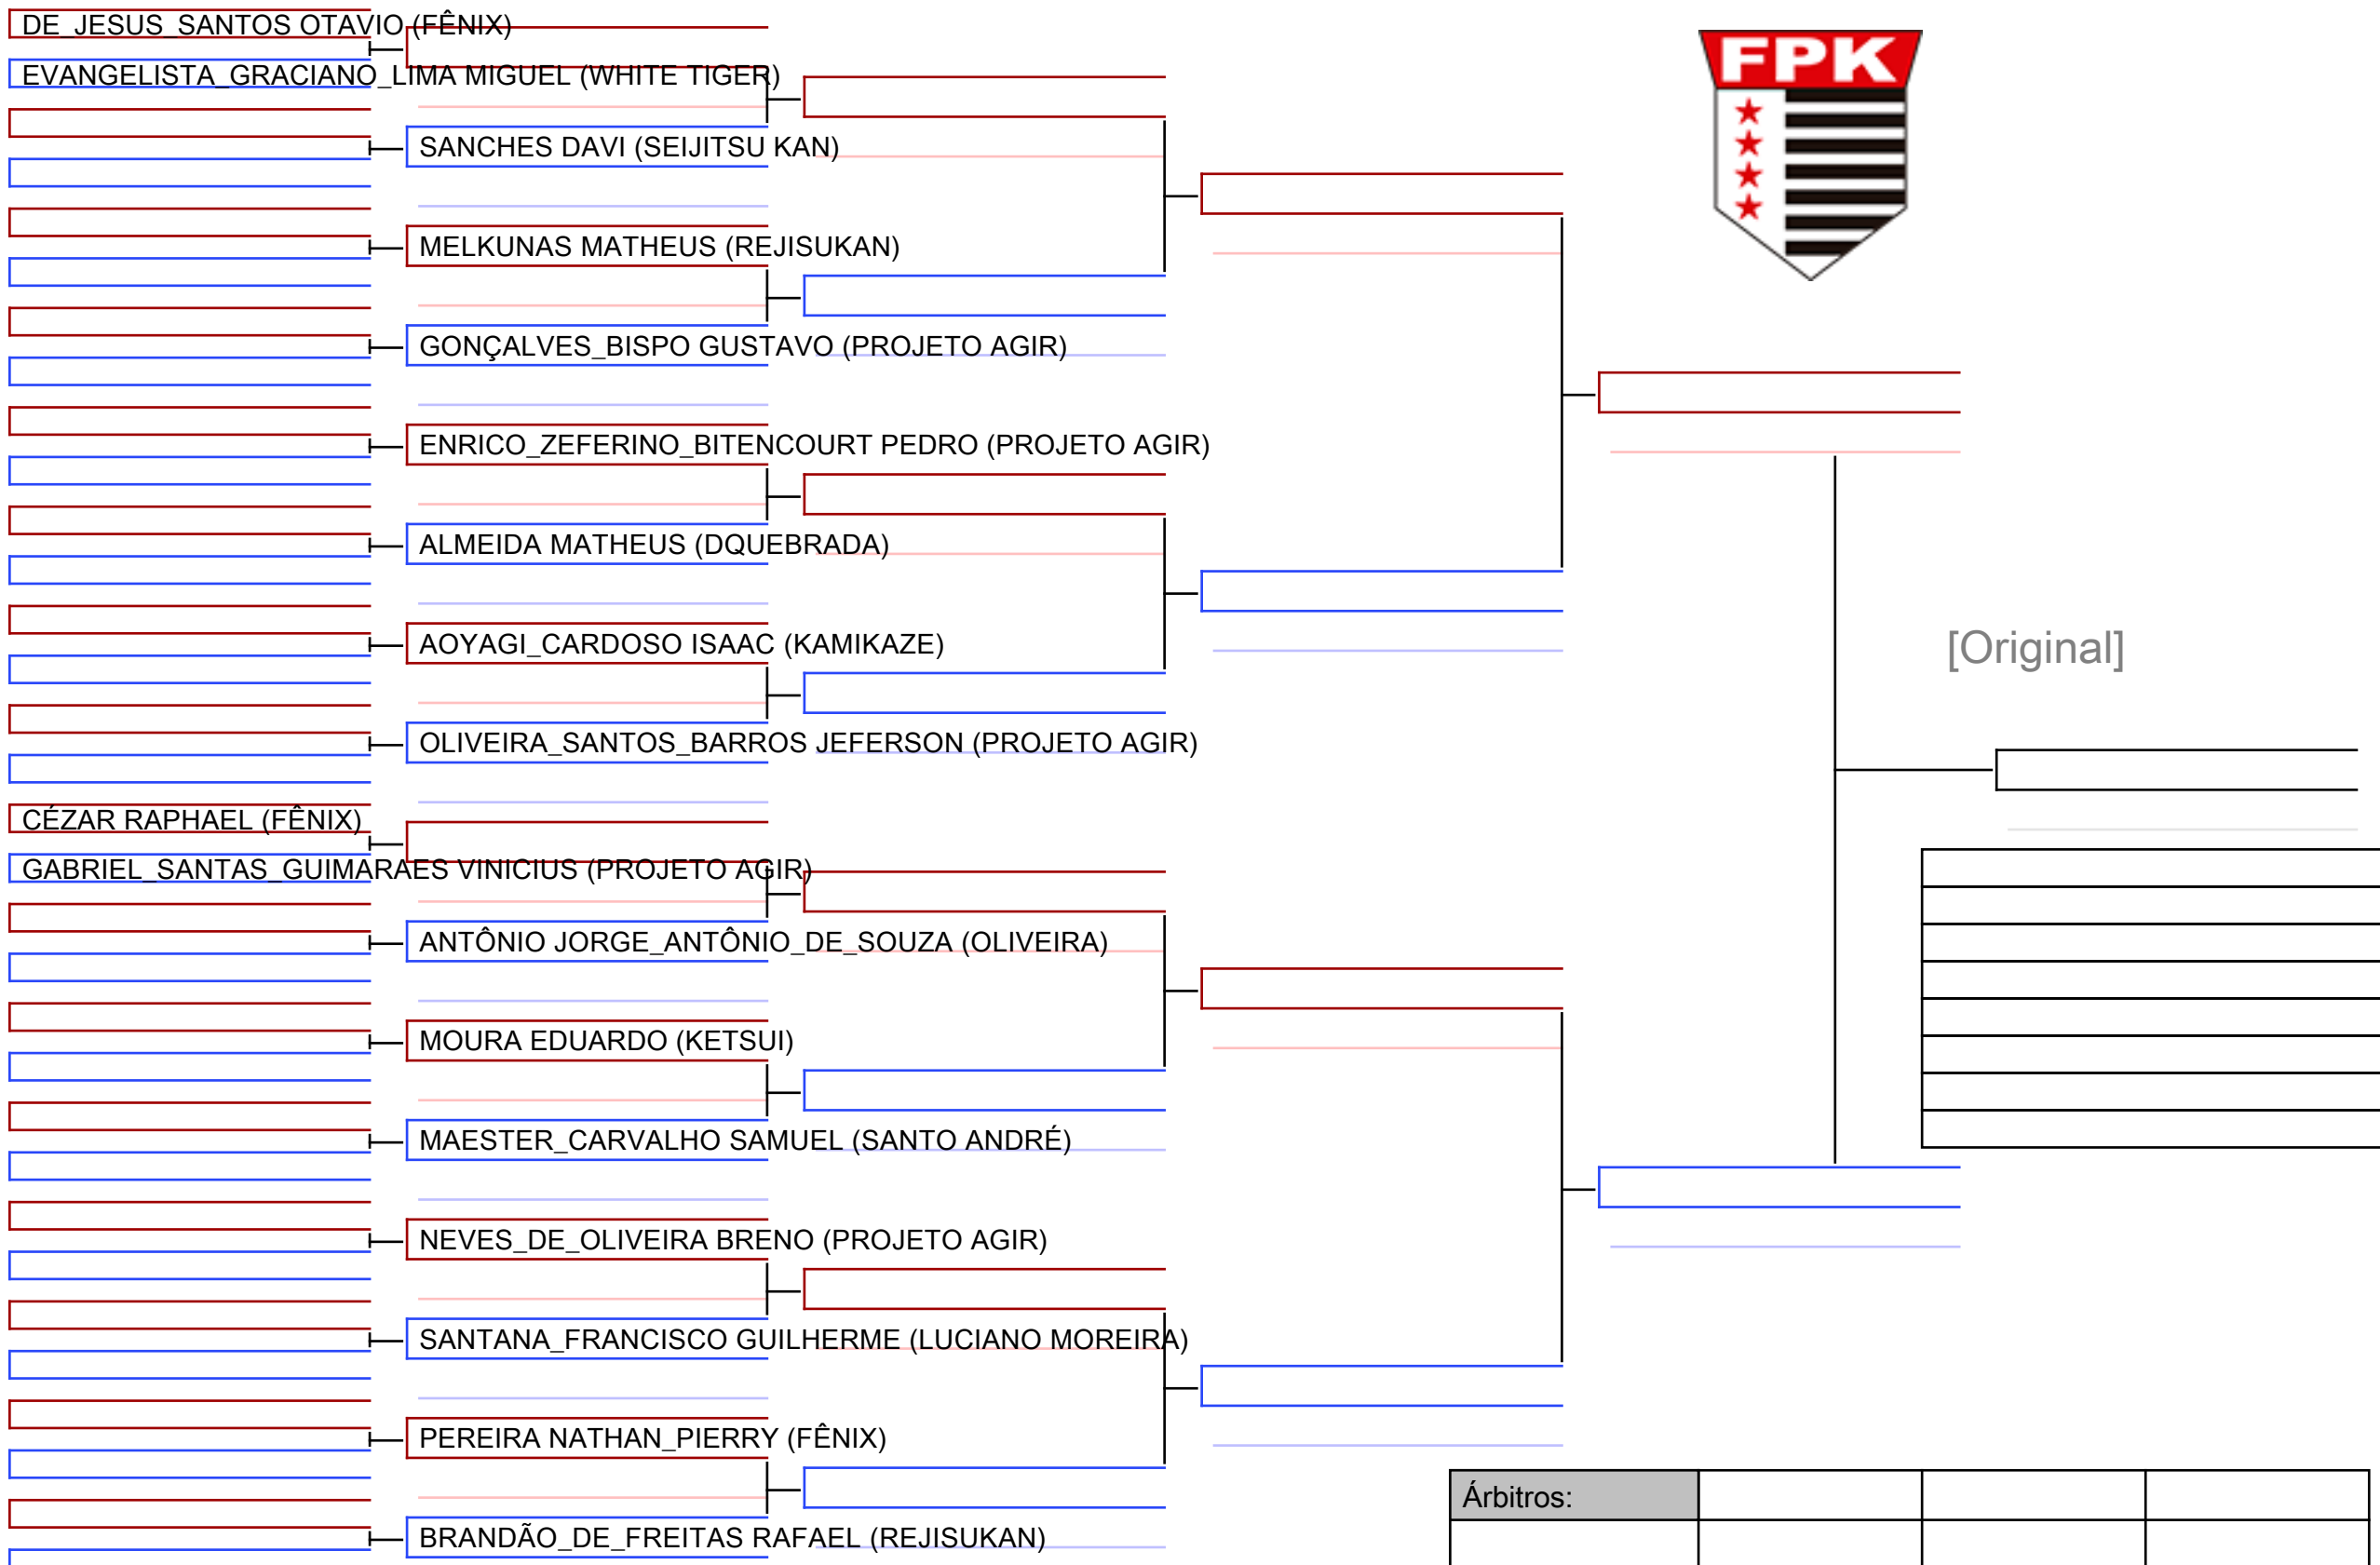 DE_JESUS_SANTOS OTAVIO (FÊNIX)
EVANGELISTA_GRACIANO_LIMA MIGUEL (WHITE TIGER)
SANCHES DAVI (SEIJITSU KAN)
MELKUNAS MATHEUS (REJISUKAN)
GONÇALVES_BISPO GUSTAVO (PROJETO AGIR)
ENRICO_ZEFERINO_BITENCOURT PEDRO (PROJETO AGIR)
ALMEIDA MATHEUS (DQUEBRADA)
AOYAGI_CARDOSO ISAAC (KAMIKAZE)
OLIVEIRA_SANTOS_BARROS JEFERSON (PROJETO AGIR)
CÉZAR RAPHAEL (FÊNIX)
GABRIEL_SANTAS_GUIMARAES VINICIUS (PROJETO AGIR)
ANTÔNIO JORGE_ANTÔNIO_DE_SOUZA (OLIVEIRA)
MOURA EDUARDO (KETSUI)
MAESTER_CARVALHO SAMUEL (SANTO ANDRÉ)
NEVES_DE_OLIVEIRA BRENO (PROJETO AGIR)
SANTANA_FRANCISCO GUILHERME (LUCIANO MOREIRA)
PEREIRA NATHAN_PIERRY (FÊNIX)
BRANDÃO_DE_FREITAS RAFAEL (REJISUKAN)
FPK
[Original]
Árbitros: